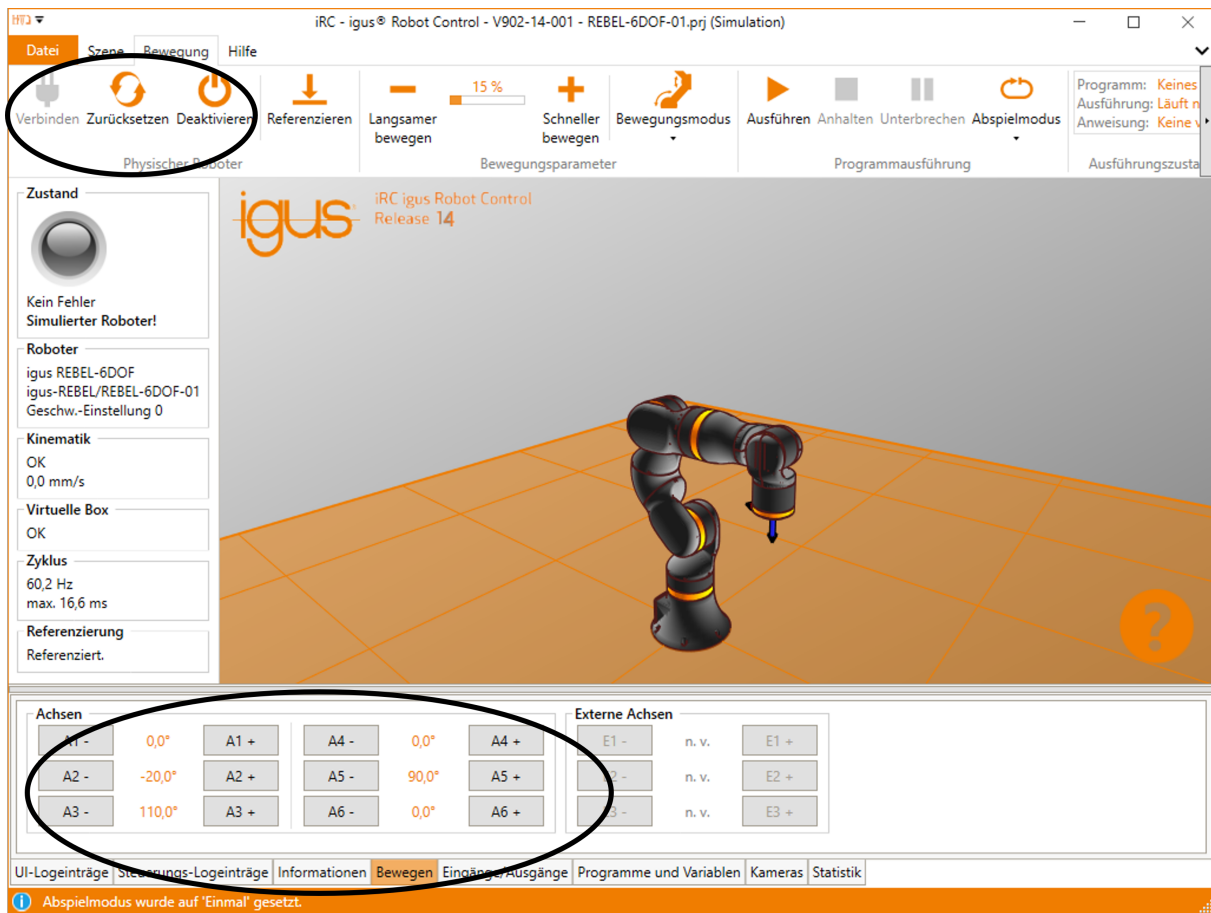 iRC - igus® Robot Control - V902-14-001 - REBEL-6DOF-01.prj (Simulation)
Datei Szene Bewegung Hilfe
15 %
Verbinden Zurücksetzen Deaktivieren Referenzieren Langsamer bewegen Schneller bewegen Bewegungsmodus Ausführen Anhalten Unterbrechen Abspielmodus
Programm: Keines
Ausführung: Läuft n
Anweisung: Keine v
Physischer Roboter Bewegungsparameter Programmausführung Ausführungszusta
Zustand
Kein Fehler
Simulierter Roboter!
Roboter
igus REBEL-6DOF
igus-REBEL/REBEL-6DOF-01
Geschw.-Einstellung 0
Kinematik
OK
0,0 mm/s
Virtuelle Box
OK
Zyklus
60,2 Hz
max. 16,6 ms
Referenzierung
Referenziert.
igus
iRC igus Robot Control
Release 14
?
Achsen
A1 - 0,0° A1 + A4 - 0,0° A4 +
A2 - -20,0° A2 + A5 - 90,0° A5 +
A3 - 110,0° A3 + A6 - 0,0° A6 +
Externe Achsen
E1 - n. v. E1 +
E2 - n. v. E2 +
E3 - n. v. E3 +
UI-Logeinträge Steuerungs-Logeinträge Informationen Bewegen Eingänge/Ausgänge Programme und Variablen Kameras Statistik
Abspielmodus wurde auf 'Einmal' gesetzt.